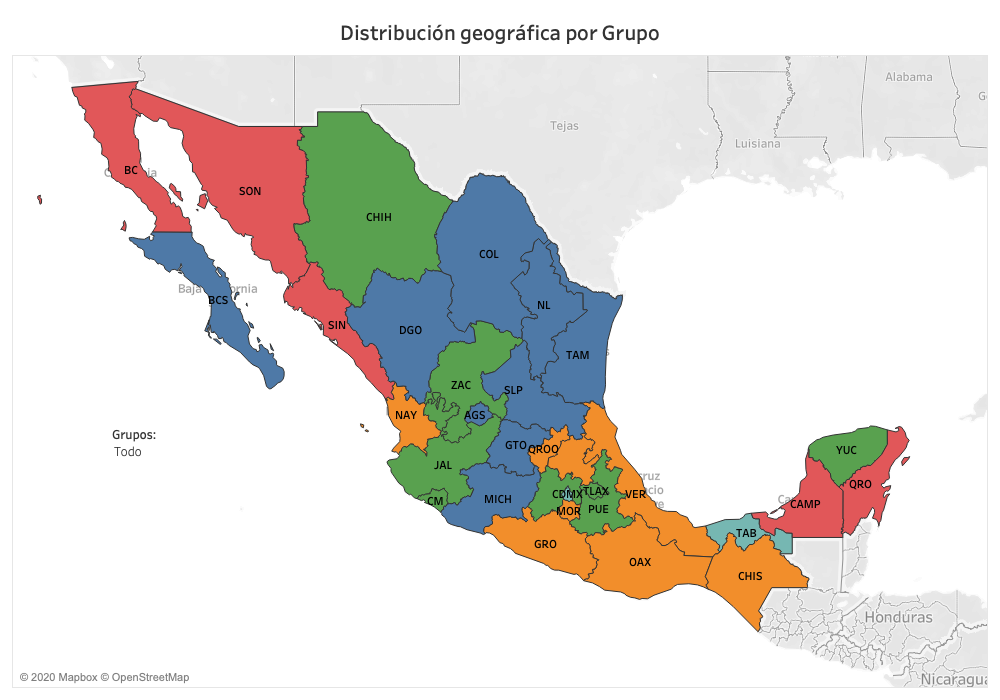 Distribución geográfica por Grupo
Alabama
Tejas
Luisiana
BC
SON
CHIH
COL
Baja
fornia
BCS
NL
SIN
DGO
TAM
ZAC
SLP
NAY
AGS
Grupos:
Todo
GTO
QROO
YUC
JAL
QRO
CM
MICH
CDMX
TLAX
VER
CAMP
MOR
PUE
TAB
GRO
OAX
CHIS
Honduras
Nicaragua
© 2020 Mapbox © OpenStreetMap